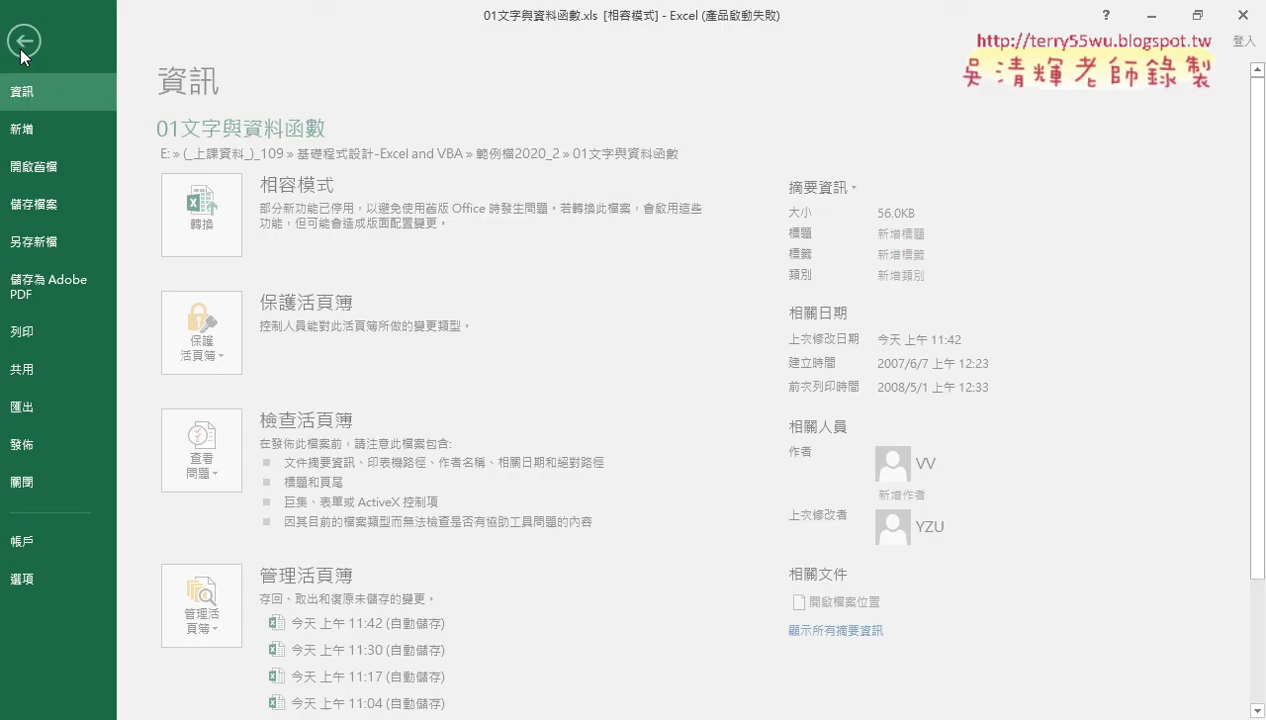 01文字與資料函數.xls [相容模式] - Excel (產品啟動失敗)
?
http://terry55wu.blogspot.tw
吳清輝老師錄製
登入
資訊
新增
開啟舊檔
儲存檔案
另存新檔
儲存為 Adobe
PDF
列印
共用
匯出
發佈
關閉
帳戶
選項
資訊
01文字與資料函數
E: » (_上課資料_)_109 » 基礎程式設計-Excel and VBA » 範例檔2020_2 » 01文字與資料函數
轉換
相容模式
部分新功能已停用，以避免使用舊版 Office 時發生問題。若轉換此檔案，會啟用這些
功能，但可能會造成版面配置變更。
保護
活頁簿
保護活頁簿
控制人員能對此活頁簿所做的變更類型。
查看
問題
檢查活頁簿
在發佈此檔案前，請注意此檔案包含:
文件摘要資訊、印表機路徑、作者名稱、相關日期和絕對路徑
標題和頁尾
巨集、表單或 ActiveX 控制項
因其目前的檔案類型而無法檢查是否有協助工具問題的內容
管理活
頁簿
管理活頁簿
存回、取出和復原未儲存的變更。
今天 上午 11:42 (自動儲存)
今天 上午 11:30 (自動儲存)
今天 上午 11:17 (自動儲存)
今天 上午 11:04 (自動儲存)
摘要資訊
大小 56.0KB
標題 新增標題
標籤 新增標籤
類別 新增類別
相關日期
上次修改日期 今天 上午 11:42
建立時間 2007/6/7 上午 12:23
前次列印時間 2008/5/1 上午 12:33
相關人員
作者 VV
新增作者
上次修改者 YZU
相關文件
開啟檔案位置
顯示所有摘要資訊